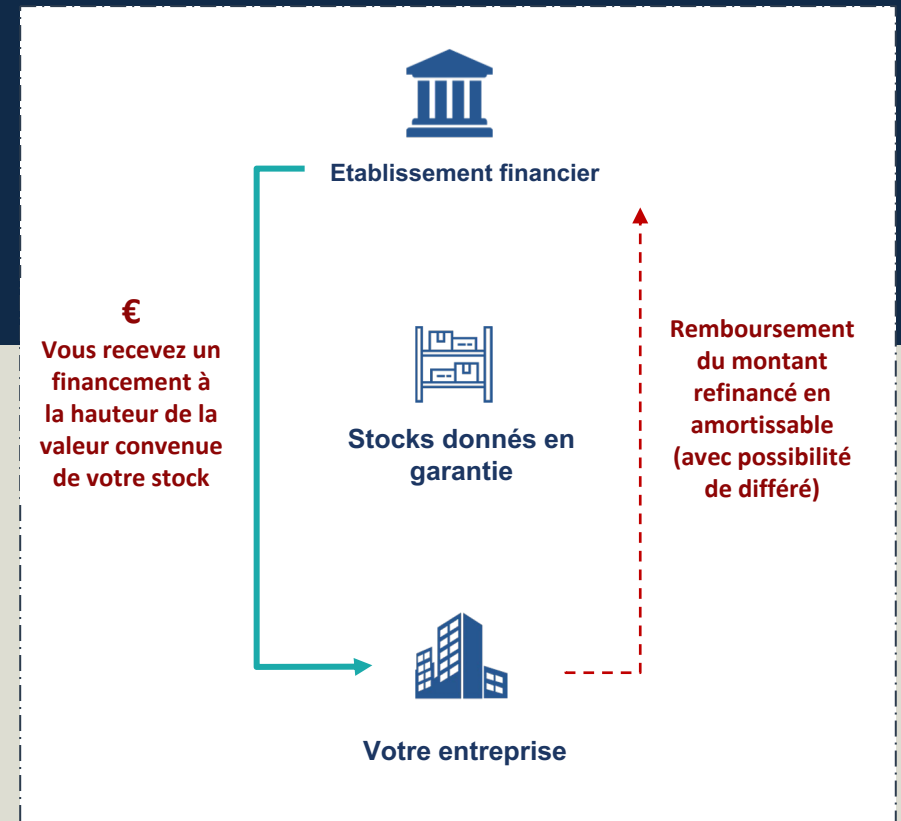 Etablissement financier
€
Vous recevez un
financement à
la hauteur de la
valeur convenue
de votre stock
Stocks donnés en
garantie
Remboursement
du montant
refinancé en
amortissable
(avec possibilité
de différé)
Votre entreprise